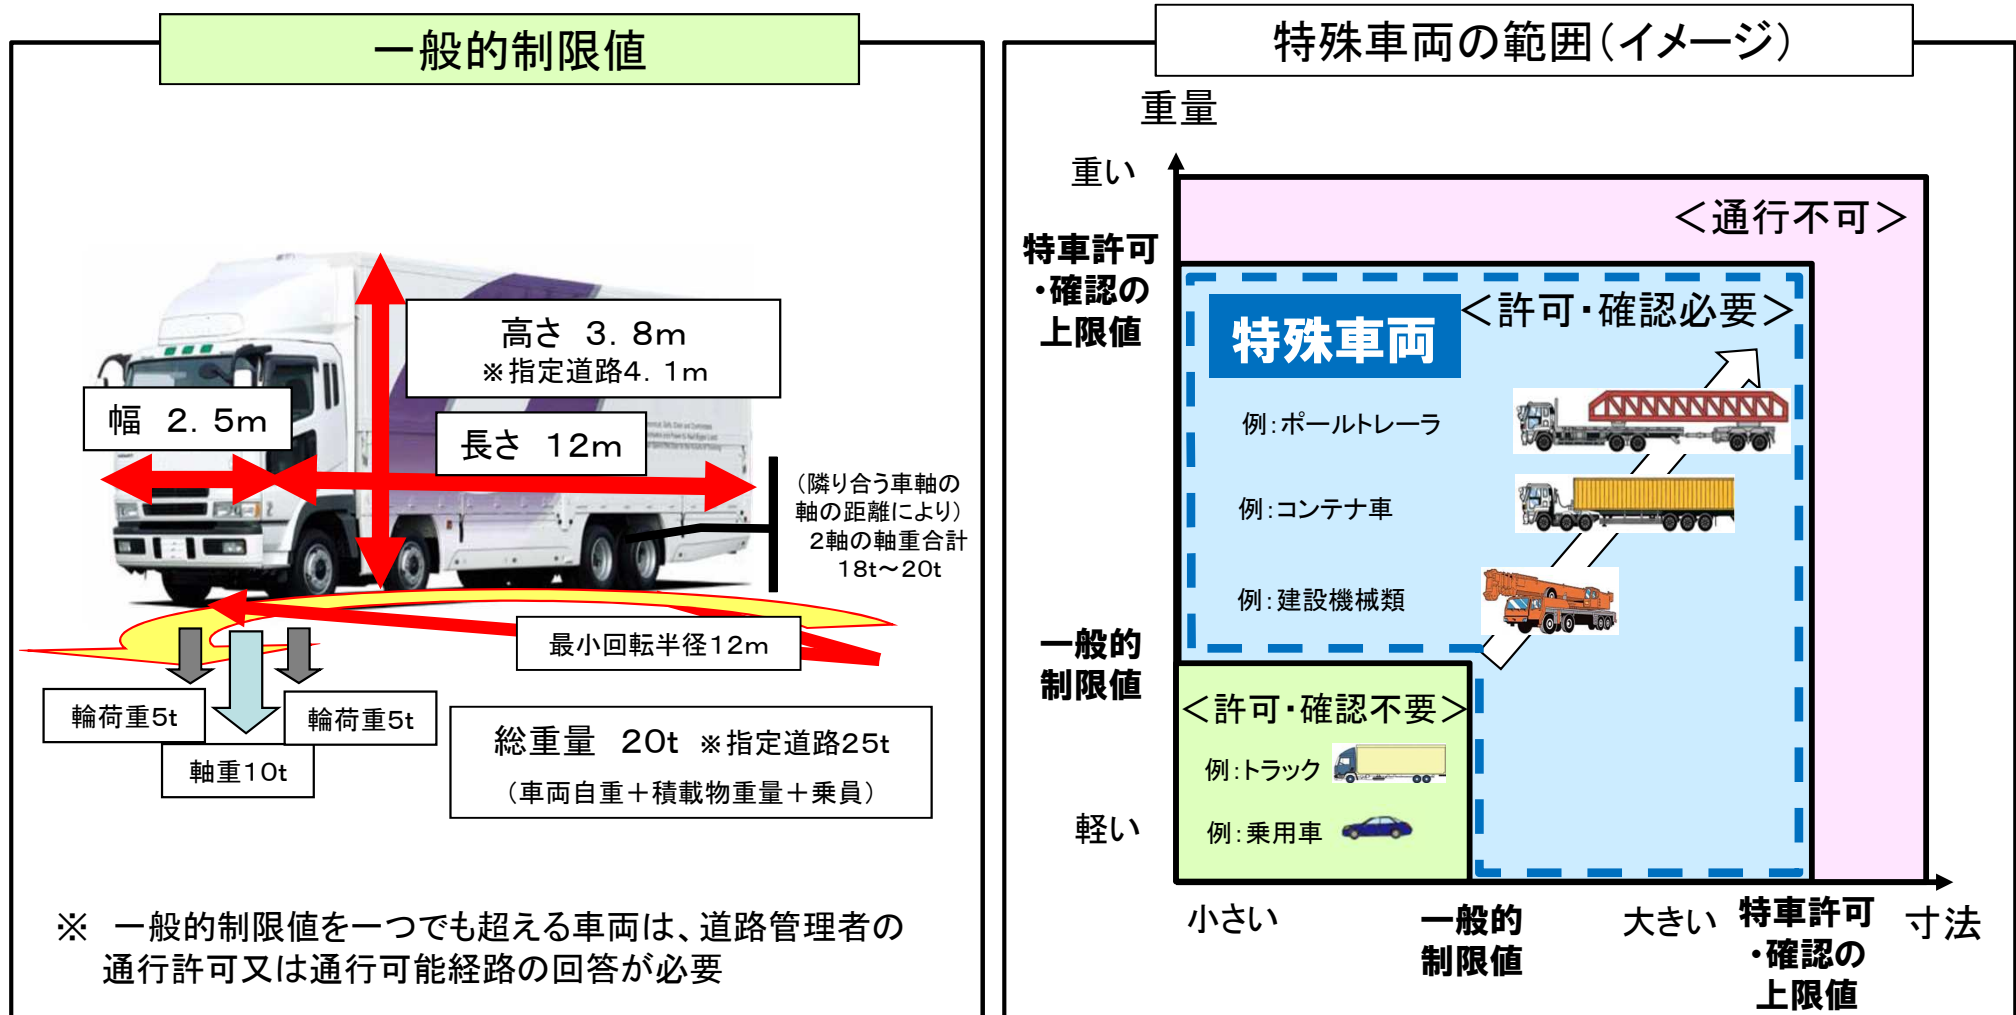 一般的制限値
高さ 3.8m
※指定道路4.1m
幅 2.5m
長さ 12m
(隣り合う車軸の
軸の距離により)
2軸の軸重合計
18t～20t
最小回転半径12m
輪荷重5t
輪荷重5t
軸重10t
総重量 20t ※指定道路25t
(車両自重＋積載物重量＋乗員)
※ 一般的制限値を一つでも超える車両は、道路管理者の
通行許可又は通行可能経路の回答が必要
特殊車両の範囲(イメージ)
重量
重い
＜通行不可＞
特車許可
・確認の
上限値
＜許可・確認必要＞
特殊車両
例：ポールトレーラ
例：コンテナ車
例：建設機械類
一般的
制限値
＜許可・確認不要＞
例：トラック
例：乗用車
軽い
小さい
一般的
制限値
大きい
特車許可
・確認の
上限値
寸法